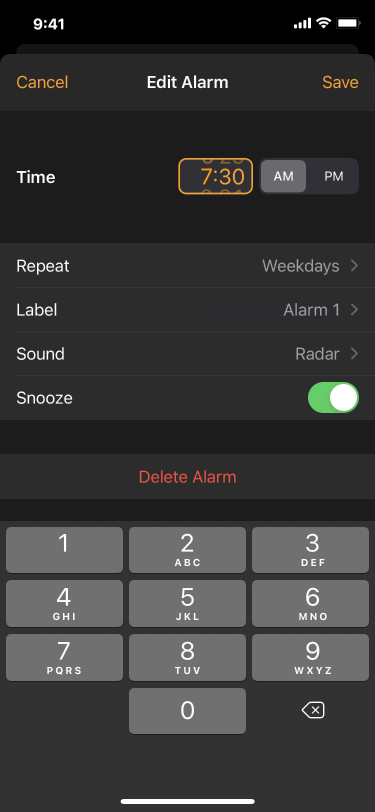 9:41
Cancel Edit Alarm Save
Time 7:30 AM PM
Repeat Weekdays
Label Alarm 1
Sound Radar
Snooze
Delete Alarm
1 2 3
ABC DEF
4 5 6
GHI JKL MNO
7 8 9
PQRS TUV WXYZ
0